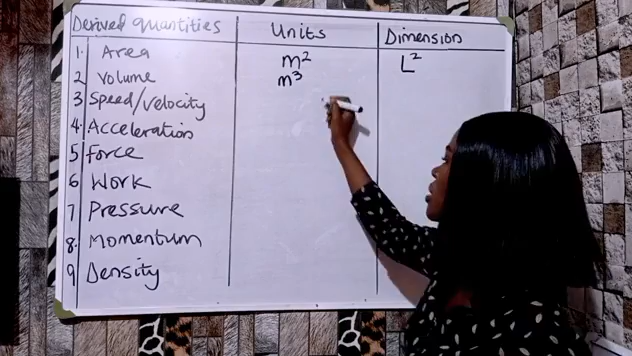 Derived quantities Units Dimension
1. Area m² L²
2 Volume m³
3 Speed/Velocity
4. Acceleration
5 Force
6 Work
7 Pressure
8. Momentum
9 Density